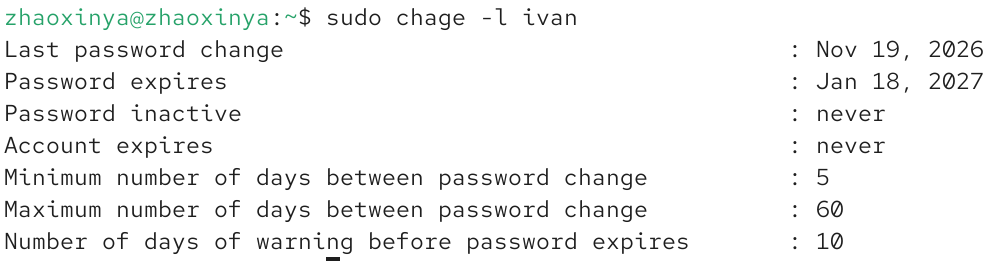 zhaoxinya@zhaoxinya:~$ sudo chage -l ivan
Last password change : Nov 19, 2026
Password expires : Jan 18, 2027
Password inactive : never
Account expires : never
Minimum number of days between password change : 5
Maximum number of days between password change : 60
Number of days of warning before password expires : 10